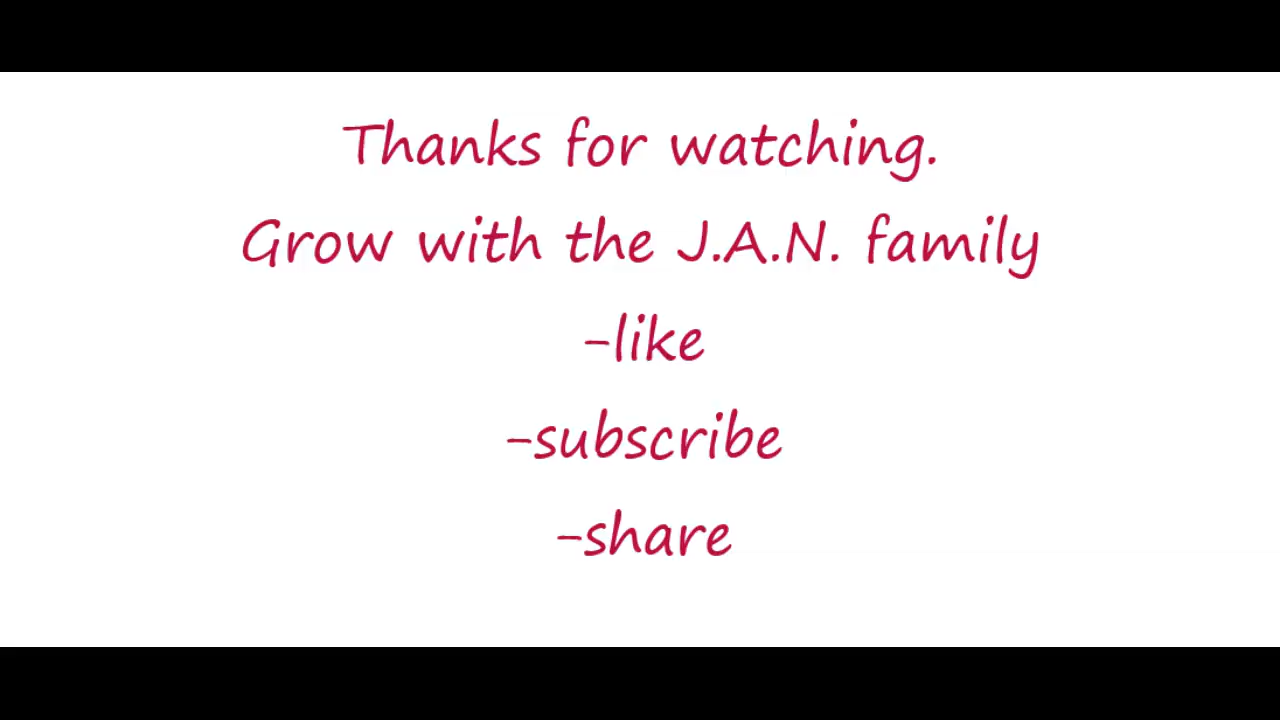 Thanks for watching.
Grow with the J.A.N. family
-like
-subscribe
-share